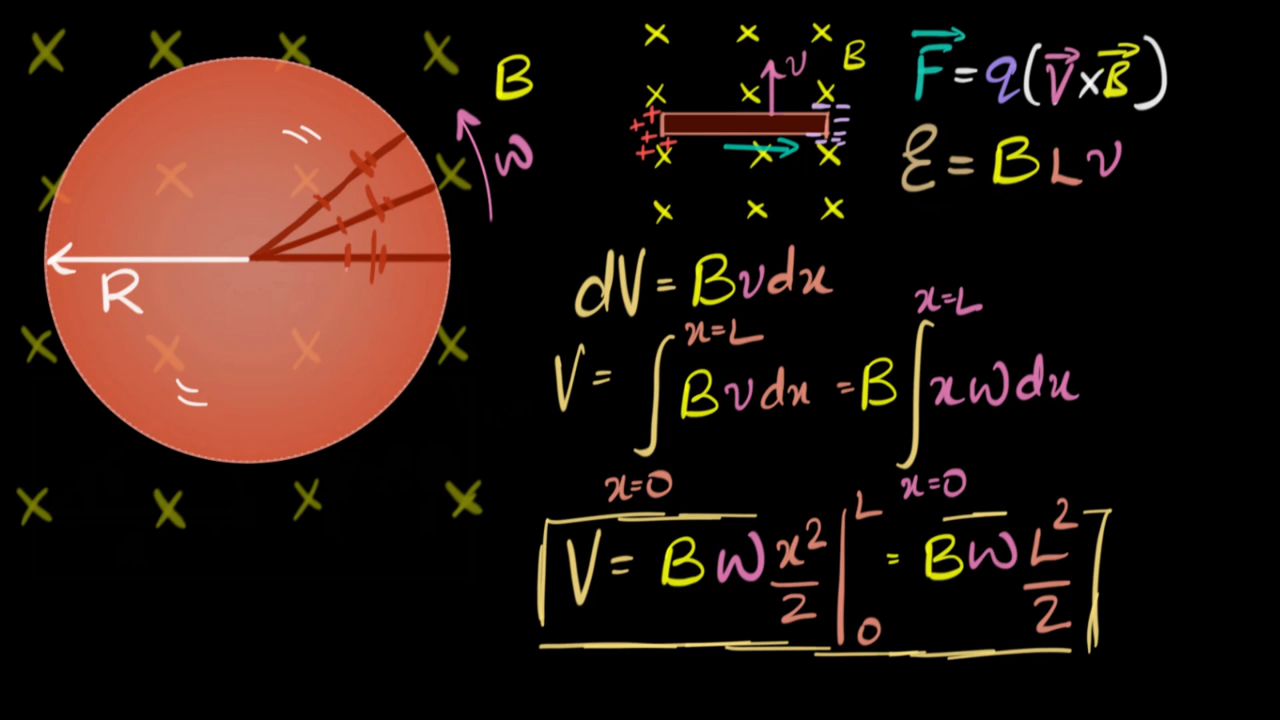 B
ω
R
v
B
+ + + + +
F = q(V×B)
ℰ = BLv
dV = Bvdx
x=L
x=L
V = ∫ Bvdx = B∫ xωdx
x=0
x=0
V = Bω x²/2 |₀ᴸ = Bω L²/2